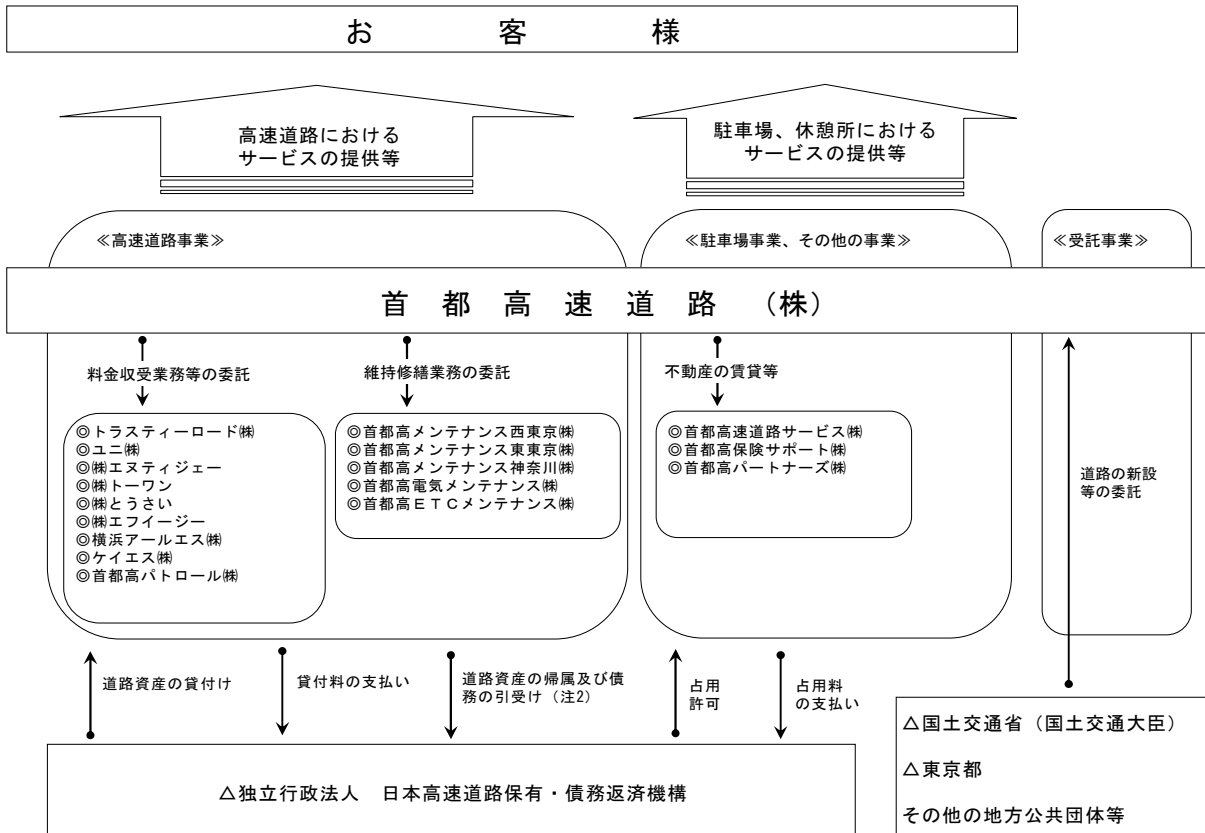 お客様
高速道路における
サービスの提供等
駐車場、休憩所における
サービスの提供等
≪高速道路事業≫
≪駐車場事業、その他の事業≫
≪受託事業≫
首都高速道路（株）
料金収受業務等の委託
維持修繕業務の委託
不動産の賃貸等
◎トラスティーロード㈱
◎ユニ㈱
◎㈱エヌティジェー
◎㈱トーワン
◎㈱とうさい
◎㈱エフイージー
◎横浜アールエス㈱
◎ケイエス㈱
◎首都高パトロール㈱
◎首都高メンテナンス西東京㈱
◎首都高メンテナンス東東京㈱
◎首都高メンテナンス神奈川㈱
◎首都高電気メンテナンス㈱
◎首都高ＥＴＣメンテナンス㈱
◎首都高速道路サービス㈱
◎首都高保険サポート㈱
◎首都高パートナーズ㈱
道路の新設
等の委託
道路資産の貸付け
貸付料の支払い
道路資産の帰属及び債
務の引受け（注2）
占用
許可
占用料
の支払い
△独立行政法人　日本高速道路保有・債務返済機構
△国土交通省（国土交通大臣）
△東京都
その他の地方公共団体等